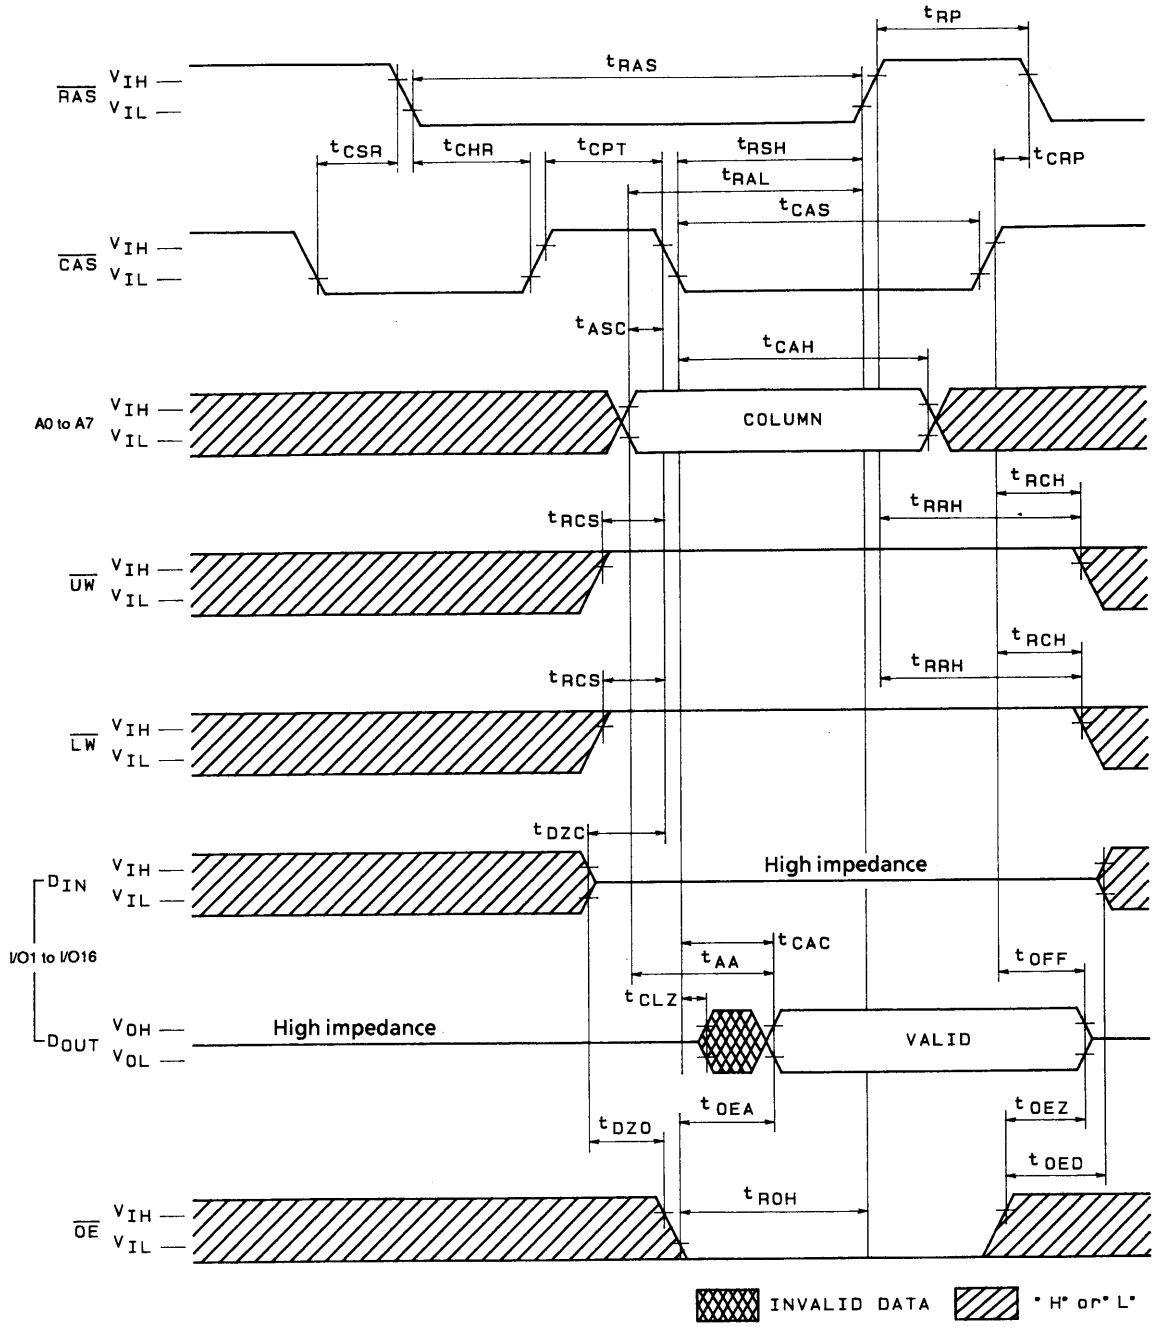 tRP
tRAS
RAS
VIH
VIL
tCSR
tCHR
tCPT
tRSH
tCRP
tRAL
tCAS
CAS
VIH
VIL
tASC
tCAH
A0 to A7
VIH
VIL
COLUMN
tRCH
tRRH
tRCS
UW
VIH
VIL
tRCH
tRRH
tRCS
LW
VIH
VIL
tDZC
High impedance
DIN
VIH
VIL
I/O1 to I/O16
tCAC
tAA
tOFF
tCLZ
DOUT
VOH
VOL
High impedance
VALID
tOEA
tOEZ
tDZO
tOED
tROH
OE
VIH
VIL
INVALID DATA
"H" or "L"